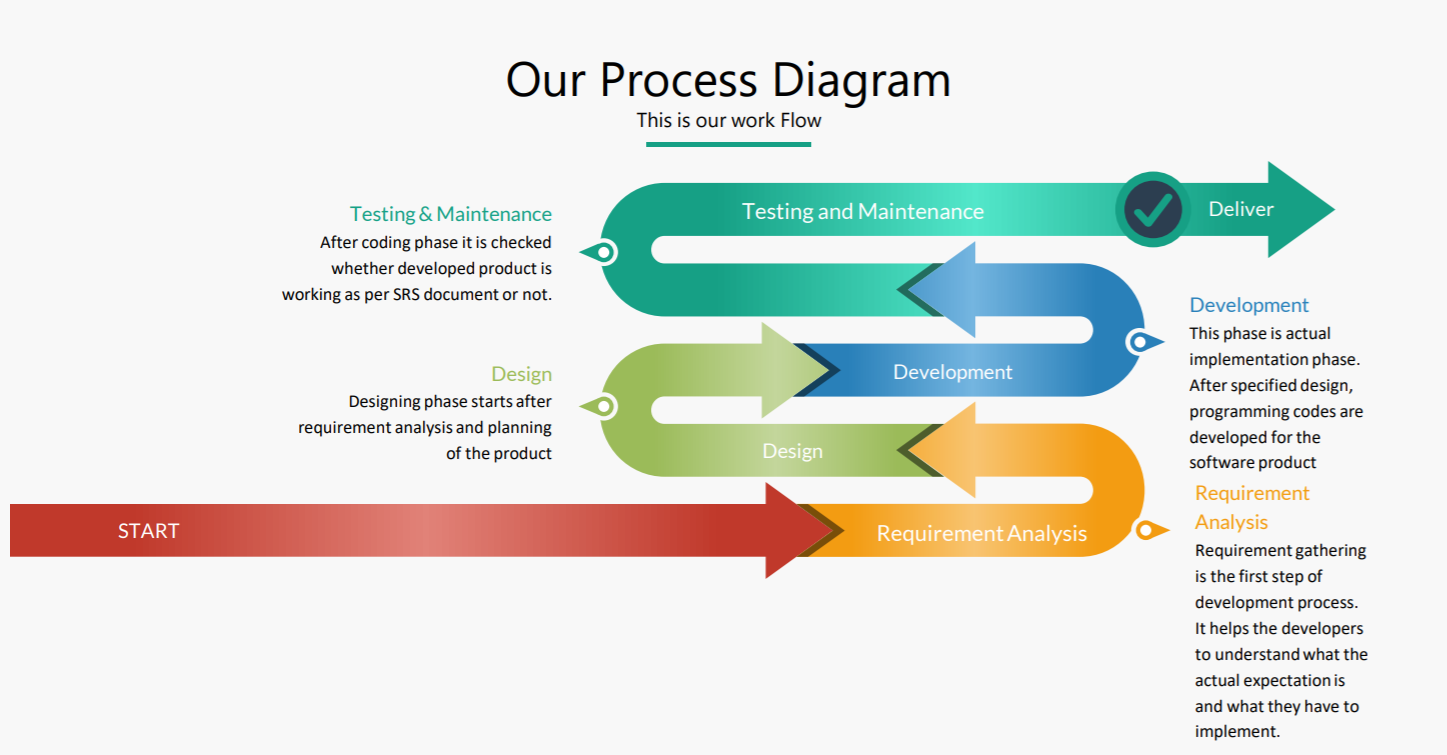 Our Process Diagram
This is our work Flow
Testing and Maintenance
Deliver
Testing & Maintenance
After coding phase it is checked
whether developed product is
working as per SRS document or not.
Development
This phase is actual
implementation phase.
After specified design,
programming codes are
developed for the
software product
Development
Design
Designing phase starts after
requirement analysis and planning
of the product
Design
START
Requirement Analysis
Requirement
Analysis
Requirement gathering
is the first step of
development process.
It helps the developers
to understand what the
actual expectation is
and what they have to
implement.